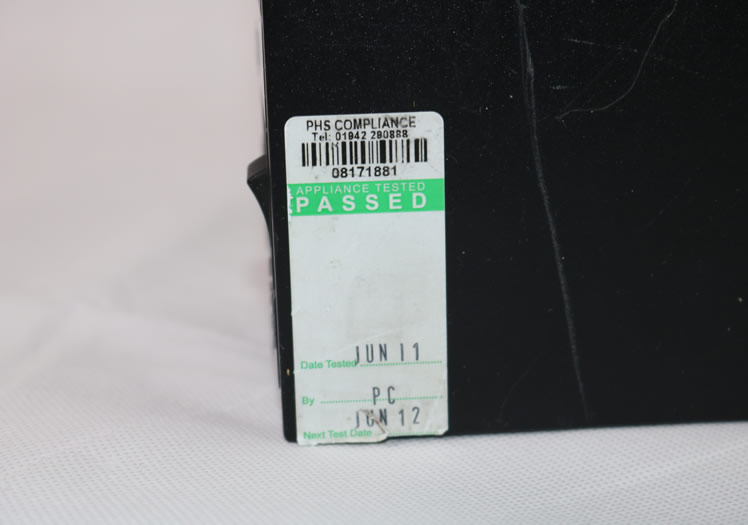 PHS COMPLIANCE
Tel: 01942 290888
08171881
APPLIANCE TESTED
PASSED
Date Tested JUN 11
By PC
Next Test Date JUN 12